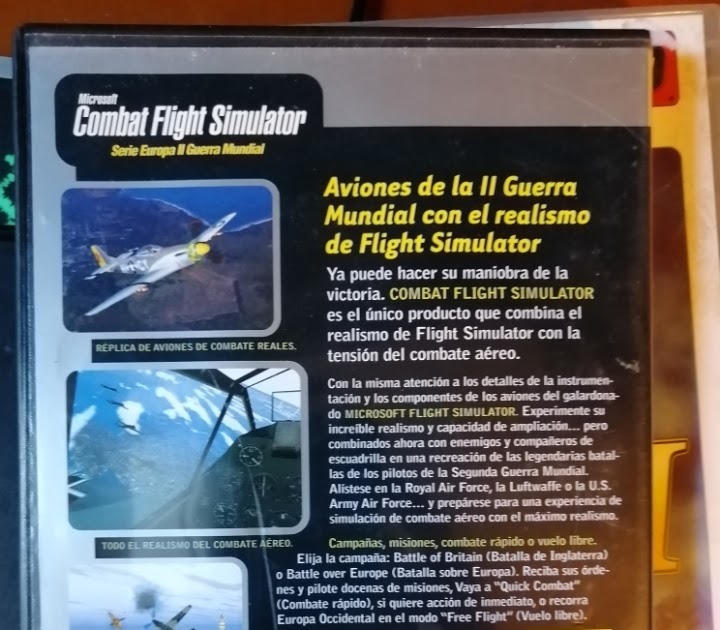 Microsoft
Combat Flight Simulator
Serie Europa II Guerra Mundial
Aviones de la II Guerra
Mundial con el realismo
de Flight Simulator
Ya puede hacer su maniobra de la
victoria. COMBAT FLIGHT SIMULATOR
es el único producto que combina el
realismo de Flight Simulator con la
tensión del combate aéreo.
RÉPLICA DE AVIONES DE COMBATE REALES.
Con la misma atención a los detalles de la instrumen-
tación y los componentes de los aviones del galardona-
do MICROSOFT FLIGHT SIMULATOR. Experimente su
increíble realismo y capacidad de ampliación... pero
combinados ahora con enemigos y compañeros de
escuadrilla en una recreación de las legendarias batal-
las de los pilotos de la Segunda Guerra Mundial.
Alístese en la Royal Air Force, la Luftwaffe o la U.S.
Army Air Force... y prepárese para una experiencia de
simulación de combate aéreo con el máximo realismo.
TODO EL REALISMO DEL COMBATE AÉREO.
Campañas, misiones, combate rápido o vuelo libre.
Elija la campaña: Battle of Britain (Batalla de Inglaterra)
o Battle over Europe (Batalla sobre Europa). Reciba sus órde-
nes y pilote docenas de misiones, Vaya a "Quick Combat"
(Combate rápido), si quiere acción de inmediato, o recorra
Europa Occidental en el modo "Free Flight" (Vuelo libre).